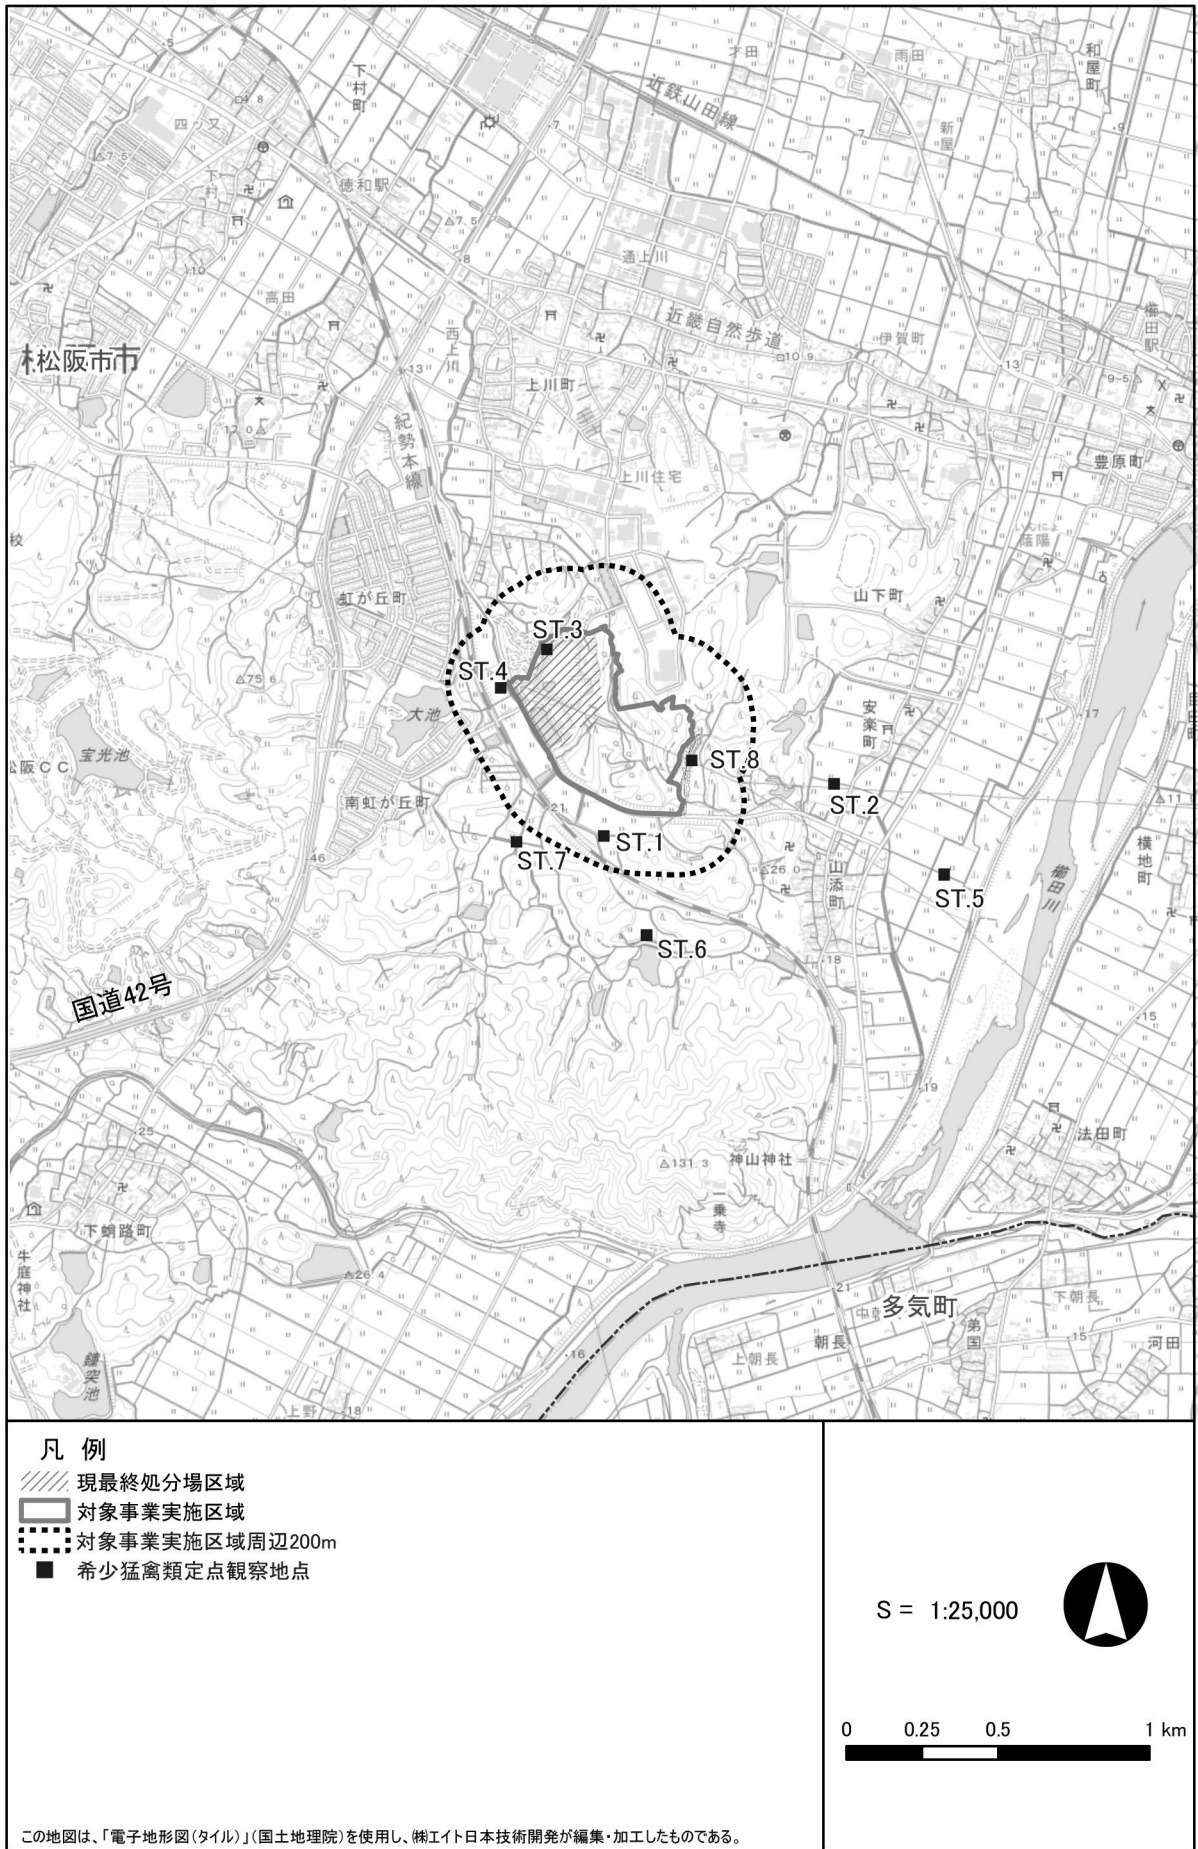 才田
雨田
和屋町
下村町
近鉄山田線
四ツ又
新屋
下村
徳和駅
通上川
高田
西上川
近畿自然歩道
伊賀町
櫛田駅
松阪市
上川町
紀勢本線
上川住宅
豊原町
蔭陽
校
虹が丘町
山下町
ST.3
ST.4
大池
安楽町
宝光池
松阪CC
ST.8
ST.2
南虹が丘町
ST.1
ST.7
山添町
横地町
櫛田川
ST.5
ST.6
国道42号
法田町
神山神社
一乗寺
下蛸路町
牛庭神社
多気町
下朝長
弟国
朝長
上朝長
河田
鐘突池
上野
凡 例
現最終処分場区域
対象事業実施区域
対象事業実施区域周辺200m
希少猛禽類定点観察地点
S = 1:25,000
0 0.25 0.5 1 km
この地図は、「電子地形図(タイル)」(国土地理院)を使用し、㈱エイト日本技術開発が編集・加工したものである。